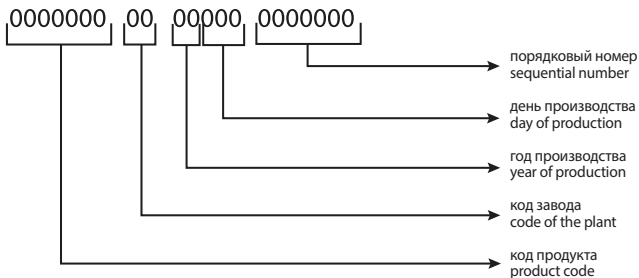 0000000 00 00000 0000000
порядковый номер
sequential number
день производства
day of production
год производства
year of production
код завода
code of the plant
код продукта
product code